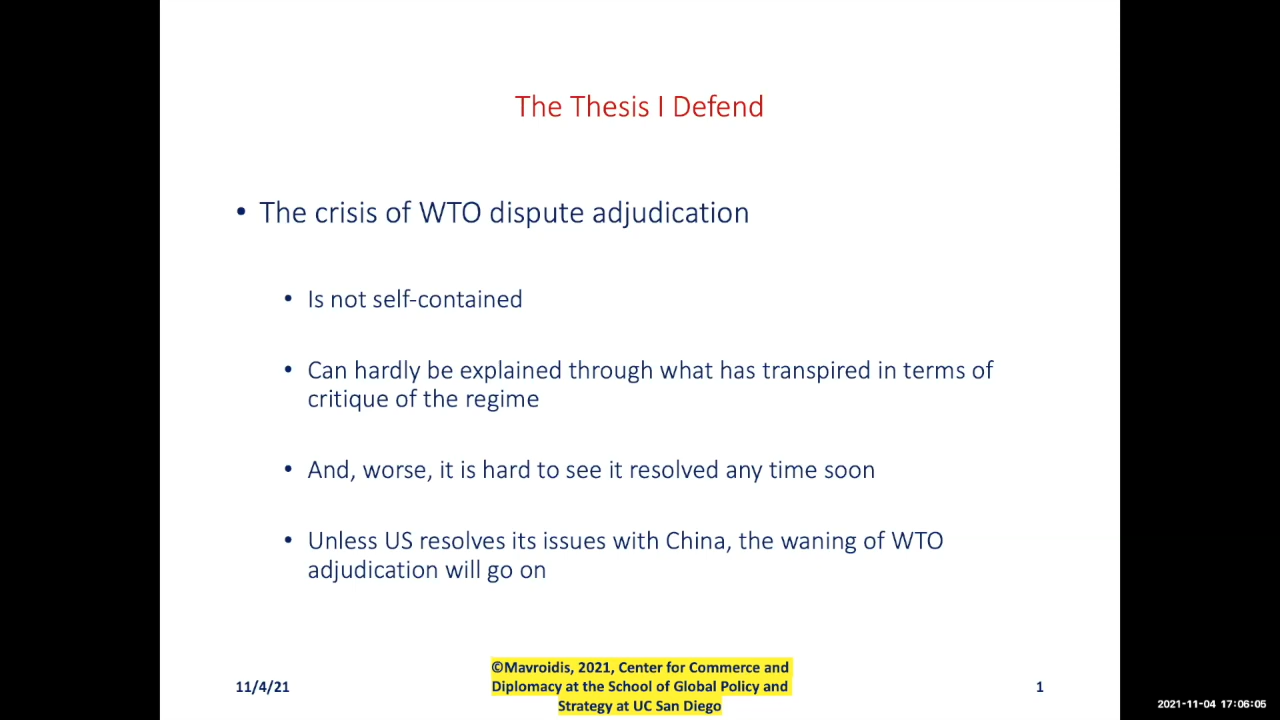 The Thesis I Defend
• The crisis of WTO dispute adjudication
• Is not self-contained
• Can hardly be explained through what has transpired in terms of
critique of the regime
• And, worse, it is hard to see it resolved any time soon
• Unless US resolves its issues with China, the waning of WTO
adjudication will go on
11/4/21
©Mavroidis, 2021, Center for Commerce and
Diplomacy at the School of Global Policy and
Strategy at UC San Diego
1
2021-11-04 17:06:05